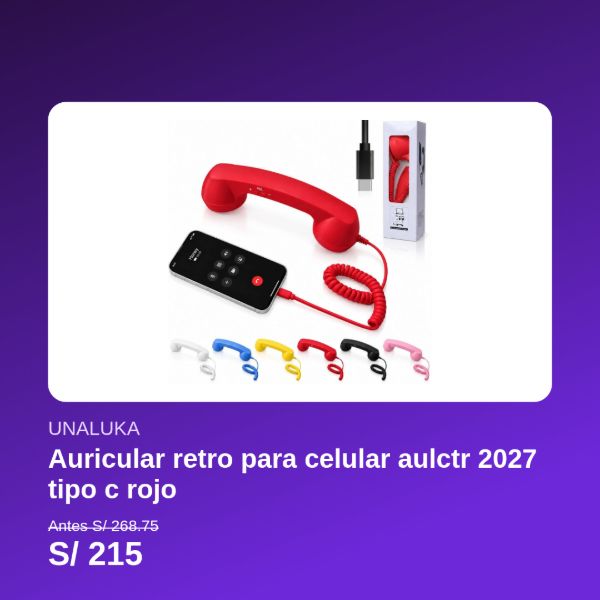 UNALUKA
Auricular retro para celular aulctr 2027
tipo c rojo
Antes S/ 268.75
S/ 215